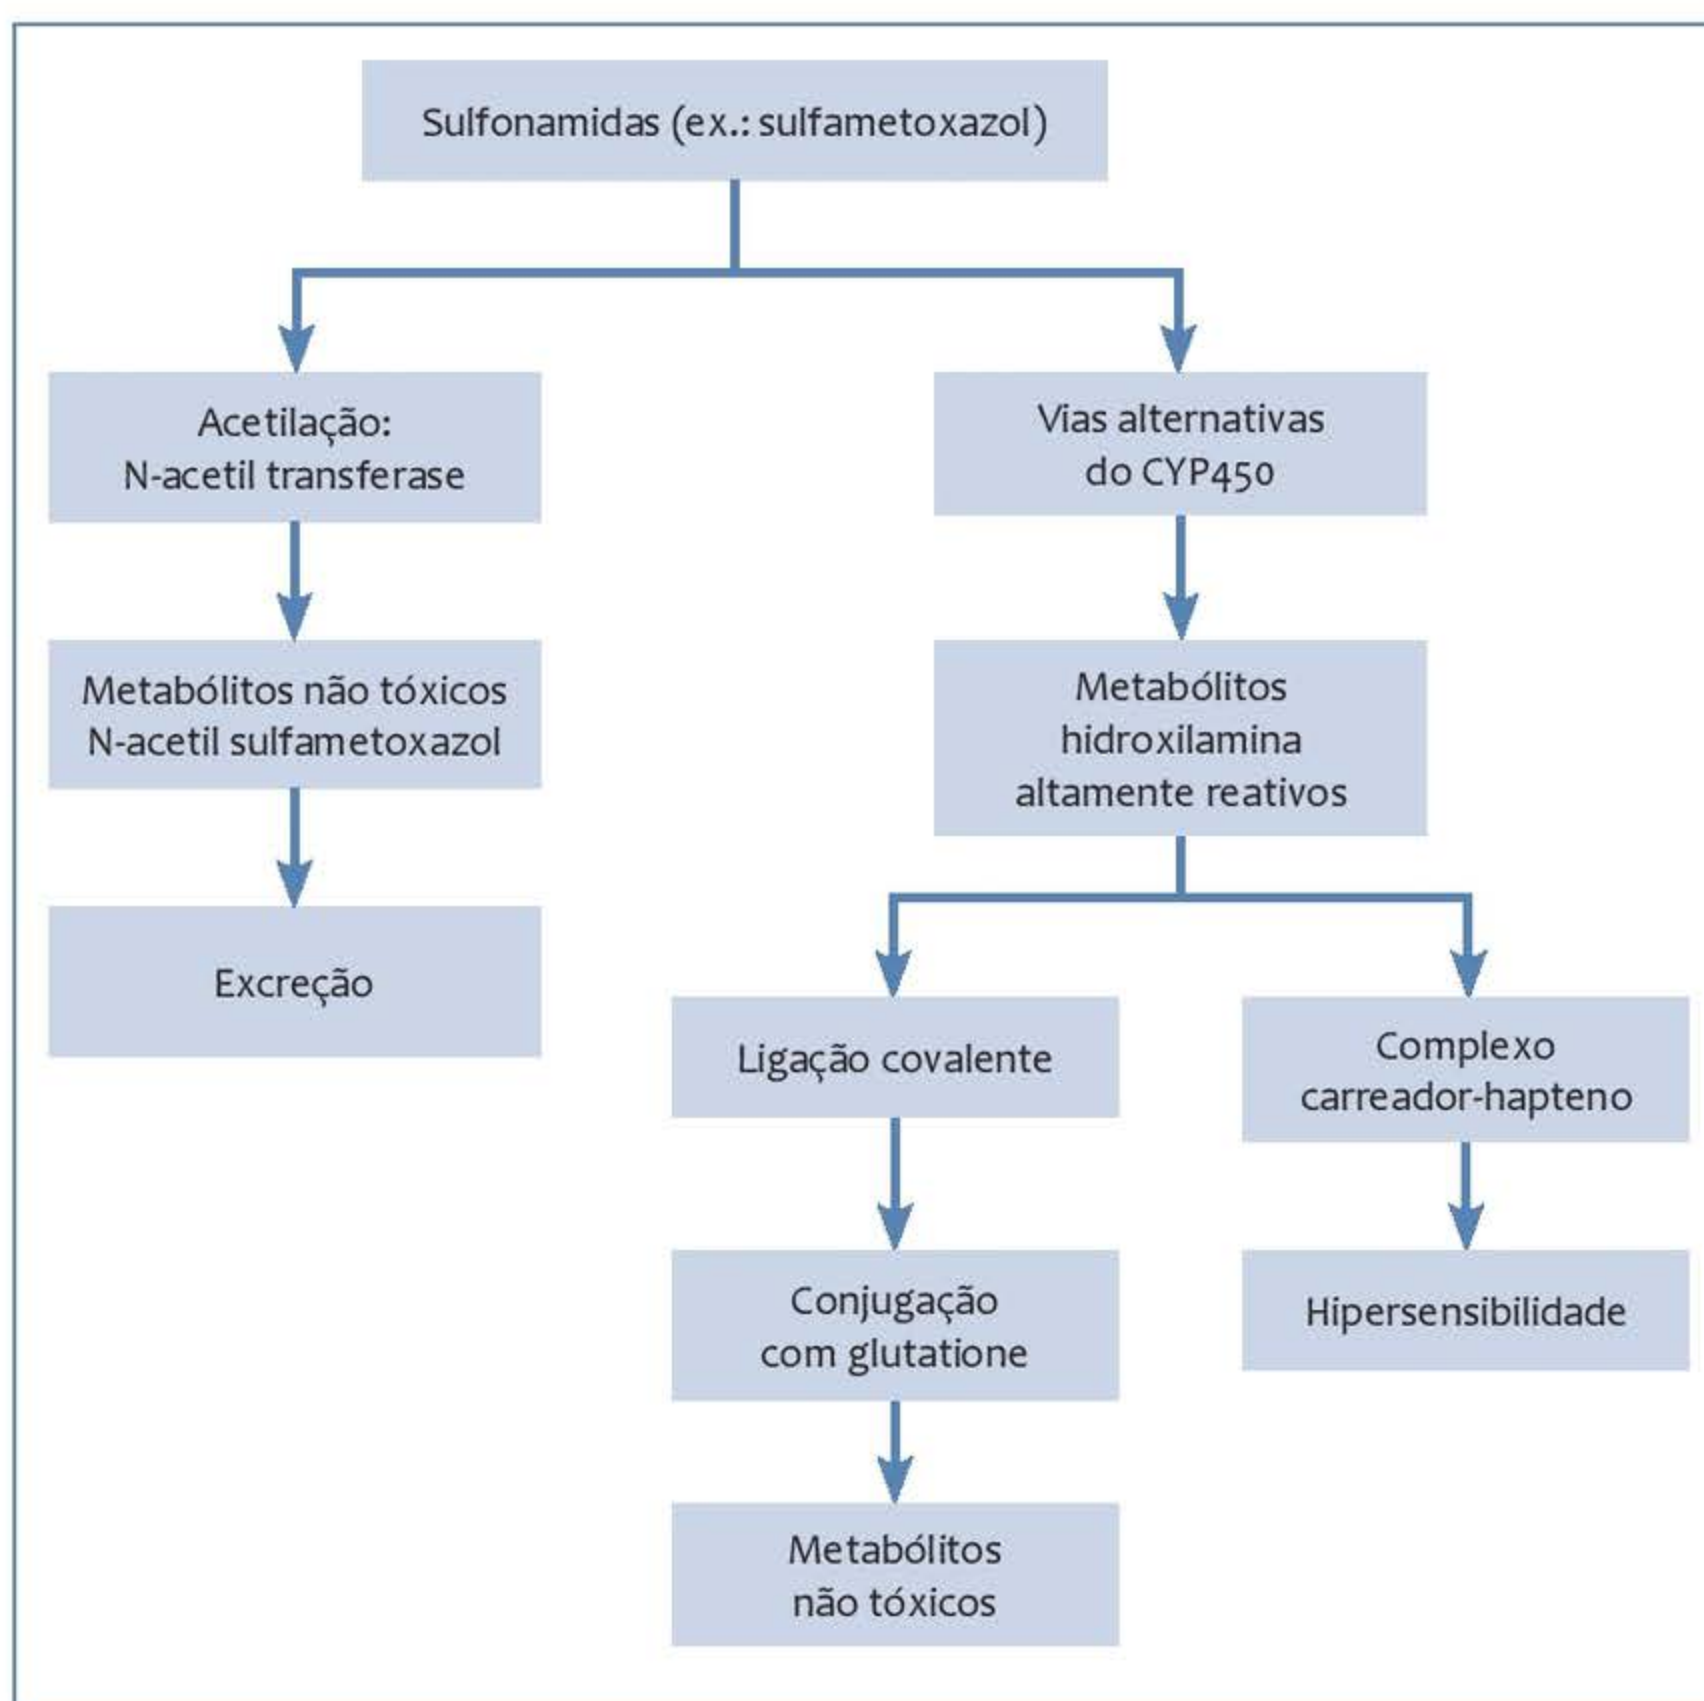 Sulfonamidas (ex.: sulfametoxazol)
Acetilação:
N-acetil transferase
Vias alternativas
do CYP450
Metabólitos não tóxicos
N-acetil sulfametoxazol
Metabólitos
hidroxilamina
altamente reativos
Excreção
Ligação covalente
Complexo
carreador-hapteno
Conjugação
com glutatione
Hipersensibilidade
Metabólitos
não tóxicos